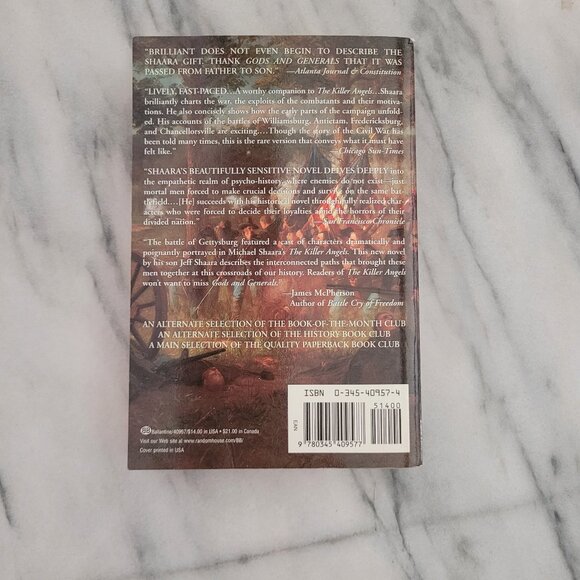 "BRILLIANT DOES NOT EVEN BEGIN TO DESCRIBE THE
SHAARA GIFT. THANK GODS AND GENERALS THAT IT WAS
PASSED FROM FATHER TO SON." —Atlanta Journal & Constitution
"LIVELY, FAST-PACED...A worthy companion to The Killer Angels...Shaara
brilliantly charts the war, the exploits of the combatants and their motiva-
tions. He also concisely shows how the early parts of the campaign unfold-
ed. His accounts of the battles of Williamsburg, Antietam, Fredericksburg,
and Chancellorsville are exciting....Though the story of the Civil War has
been told many times, this is the rare version that conveys what it must have
felt like."
—Chicago Sun-Times
"SHAARA'S BEAUTIFULLY SENSITIVE NOVEL DELVES DEEPLY into
the empathetic realm of psycho-history, where enemies do not exist—just
mortal men forced to make crucial decisions and survive on the same bat-
tlefield....[He] succeeds with his historical novel through fully realized char-
acters who were forced to decide their loyalties amid the horrors of their
divided nation."
San Francisco Chronicle
"The battle of Gettysburg featured a cast of characters dramatically and
poignantly portrayed in Michael Shaara's The Killer Angels. This new novel
by his son Jeff Shaara describes the interconnected paths that brought these
men together at this crossroads of our history. Readers of The Killer Angels
won't want to miss Gods and Generals."
—James McPherson
Author of Battle Cry of Freedom
AN ALTERNATE SELECTION OF THE BOOK-OF-THE-MONTH CLUB
AN ALTERNATE SELECTION OF THE HISTORY BOOK CLUB
A MAIN SELECTION OF THE QUALITY PAPERBACK BOOK CLUB
ISBN 0-345-40957-4
51400
EAN
9 780345 409577
Ballantine/40957/$14.00 in USA • $21.00 in Canada
Visit our Web site at www.randomhouse.com/BB/
Cover printed in USA